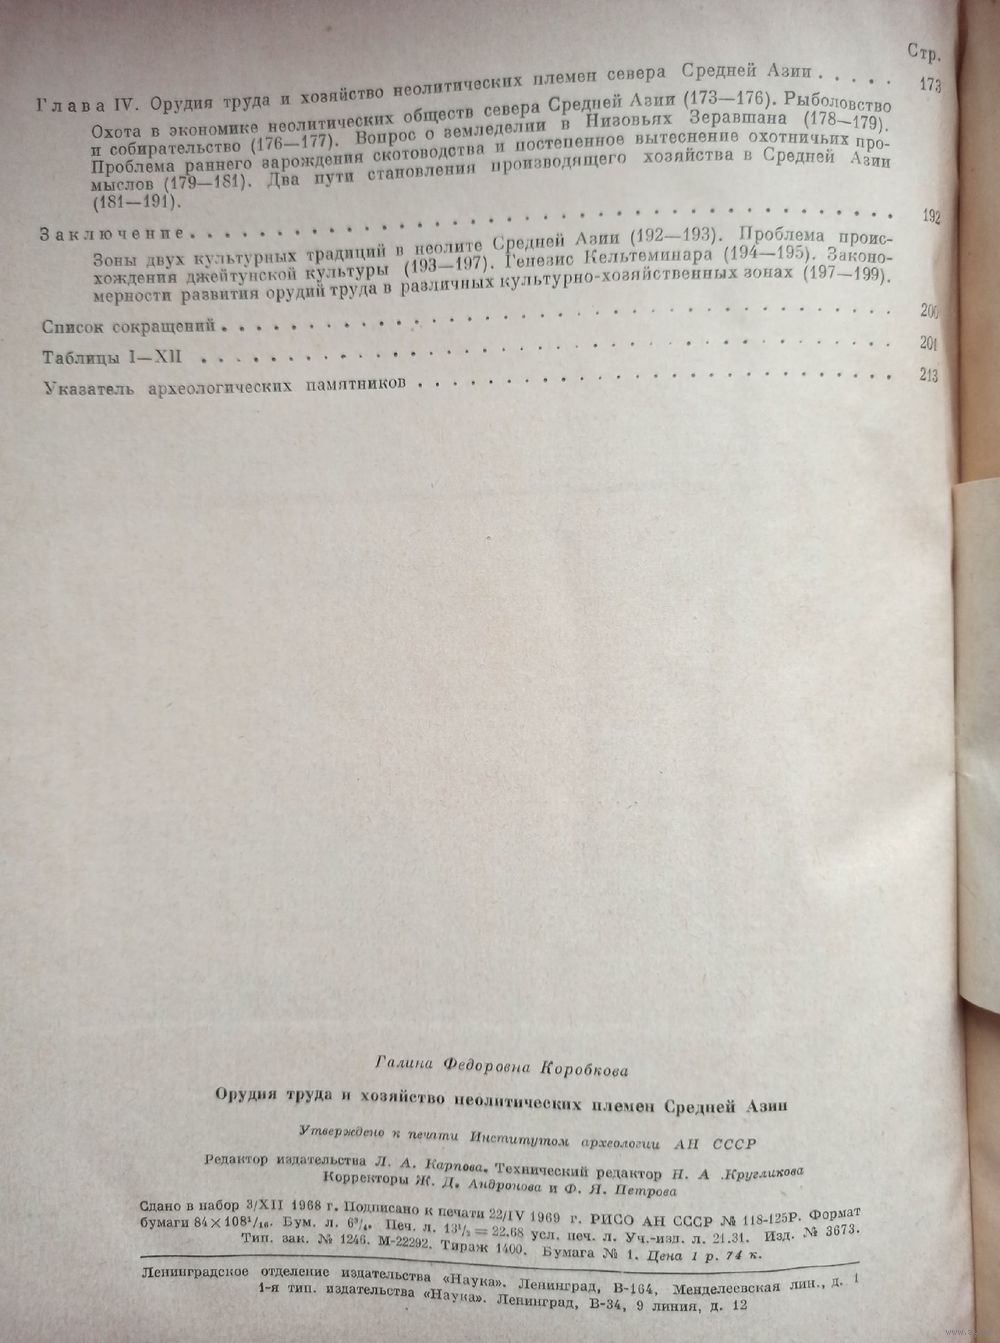 Стр.
Глава IV. Орудия труда и хозяйство неолитических племен севера Средней Азии . . . . . 173
Охота в экономике неолитических обществ севера Средней Азии (173—176). Рыболовство
и собирательство (176—177). Вопрос о земледелии в Низовьях Зеравшана (178—179).
Проблема раннего зарождения скотоводства и постепенное вытеснение охотничьих про-
мыслов (179—181). Два пути становления производящего хозяйства в Средней Азии
(181—191).
Заключение . . . . . . . . . . . . . . . . . . . . 192
Зоны двух культурных традиций в неолите Средней Азии (192—193). Проблема проис-
хождения джейтунской культуры (193—197). Генезис Кельтеминара (194—195). Законо-
мерности развития орудий труда в различных культурно-хозяйственных зонах (197—199).
Список сокращений . . . . . . . . . . . . . . . . . . . . 200
Таблицы I—XII . . . . . . . . . . . . . . . . . . . . 201
Указатель археологических памятников . . . . . . . . . . . . . . . . . . . . 213
Галина Федоровна Коробкова
Орудия труда и хозяйство неолитических племен Средней Азии
Утверждено к печати Институтом археологии АН СССР
Редактор издательства Л. А. Карпова. Технический редактор Н. А. Кругликова
Корректоры Ж. Д. Андронова и Ф. Я. Петрова
Сдано в набор 3/XII 1968 г. Подписано к печати 22/IV 1969 г. РИСО АН СССР № 118-125Р. Формат
бумаги 84×108¹/₁₆. Бум. л. 6³/₄. Печ. л. 13¹/₂ = 22.68 усл. печ. л. Уч.-изд. л. 21.31. Изд. № 3673.
Тип. зак. № 1246. М-22292. Тираж 1400. Бумага № 1. Цена 1 р. 74 к.
Ленинградское отделение издательства «Наука». Ленинград, В-164, Менделеевская лин., д. 1
1-я тип. издательства «Наука». Ленинград, В-34, 9 линия, д. 12